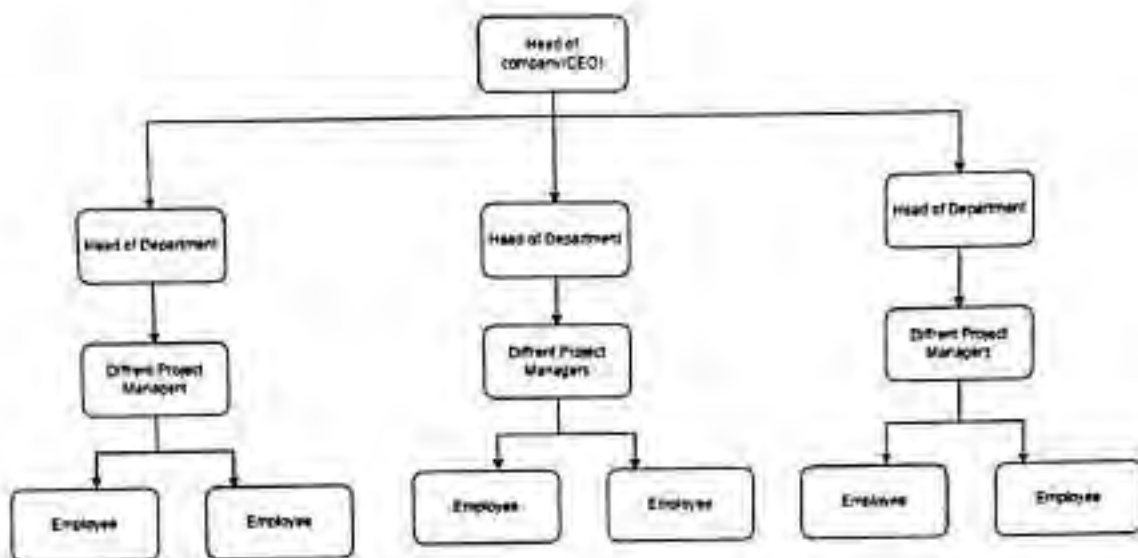 Head of
company(CEO)
Head of Department
Head of Department
Head of Department
Diffrent Project
Managers
Diffrent Project
Managers
Diffrent Project
Managers
Employee
Employee
Employee
Employee
Employee
Employee